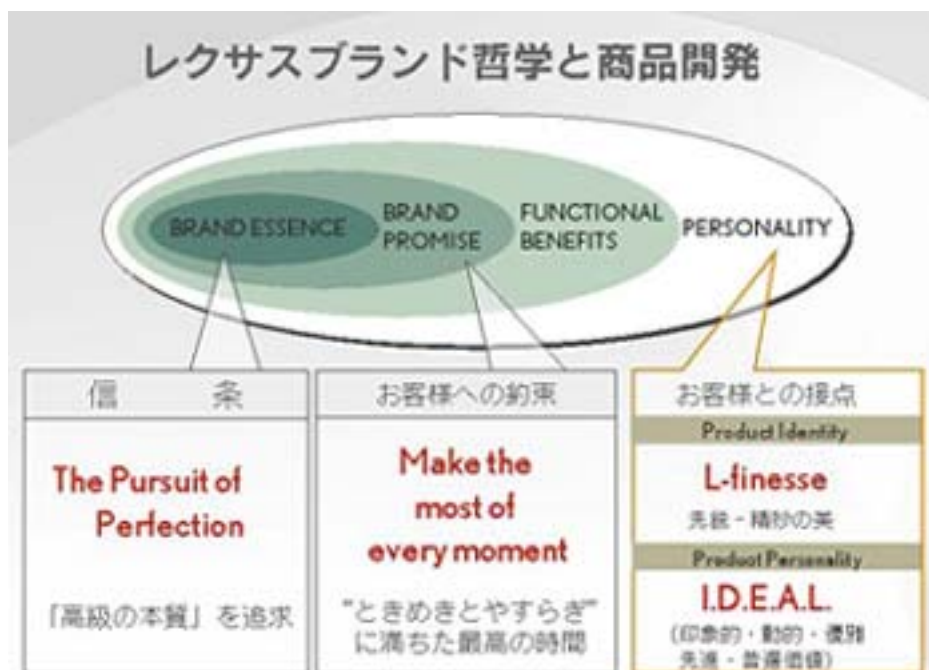 レクサスブランド哲学と商品開発
BRAND ESSENCE
BRAND
PROMISE
FUNCTIONAL
BENEFITS
PERSONALITY
信 条
The Pursuit of
Perfection
「高級の本質」を追求
お客様への約束
Make the
most of
every moment
"ときめきとやすらぎ"
に満ちた最高の時間
お客様との接点
Product Identity
L-finesse
先鋭-精妙の美
Product Personality
I.D.E.A.L.
(印象的・動的・優雅
先進・普遍価値)